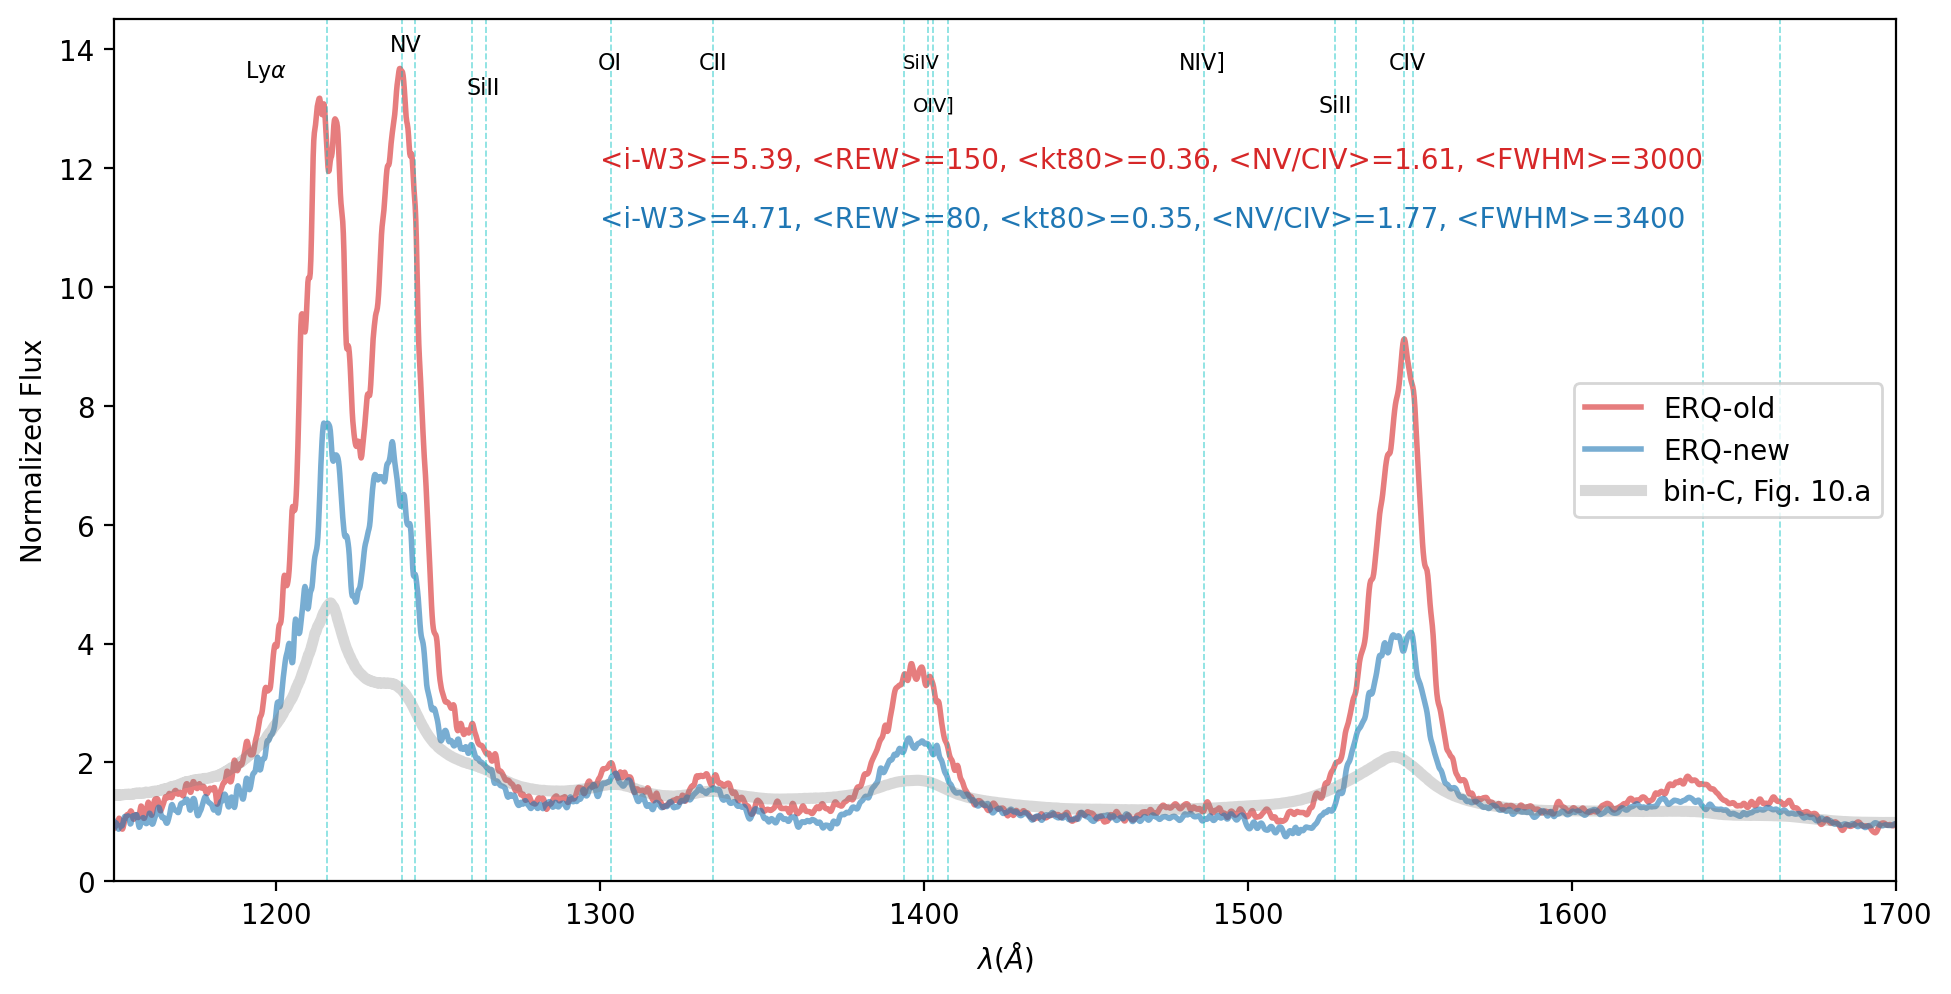 NV
Lyα
SiII
OI
CII
SiIV
OIV]
NIV]
SiII
CIV
<i-W3>=5.39, <REW>=150, <kt80>=0.36, <NV/CIV>=1.61, <FWHM>=3000
<i-W3>=4.71, <REW>=80, <kt80>=0.35, <NV/CIV>=1.77, <FWHM>=3400
ERQ-old
ERQ-new
bin-C, Fig. 10.a
Normalized Flux
14
12
10
8
6
4
2
0
1200
1300
1400
1500
1600
1700
λ(Å)